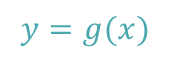 y = g(x)